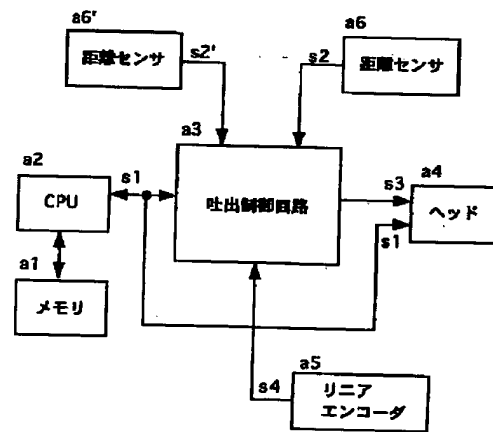 a6'
距離センサ
s2'
a6
距離センサ
s2
a3
吐出制御回路
a2
CPU
s1
a1
メモリ
s3
a4
ヘッド
s1
s4
a5
リニア
エンコーダ